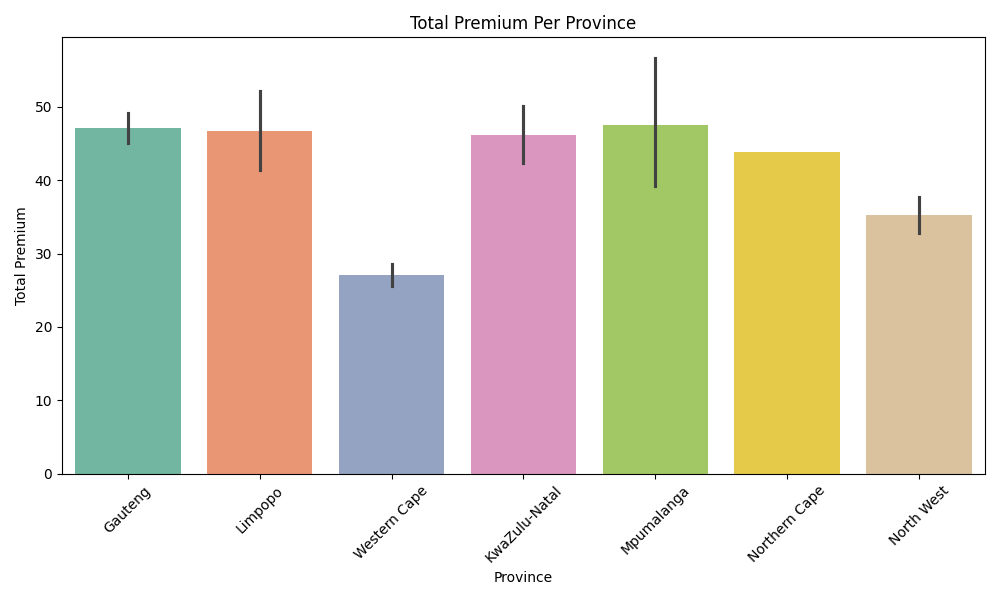 Total Premium Per Province
Total Premium
50
40
30
20
10
0
Gauteng
Limpopo
Western Cape
KwaZulu-Natal
Mpumalanga
Northern Cape
North West
Province